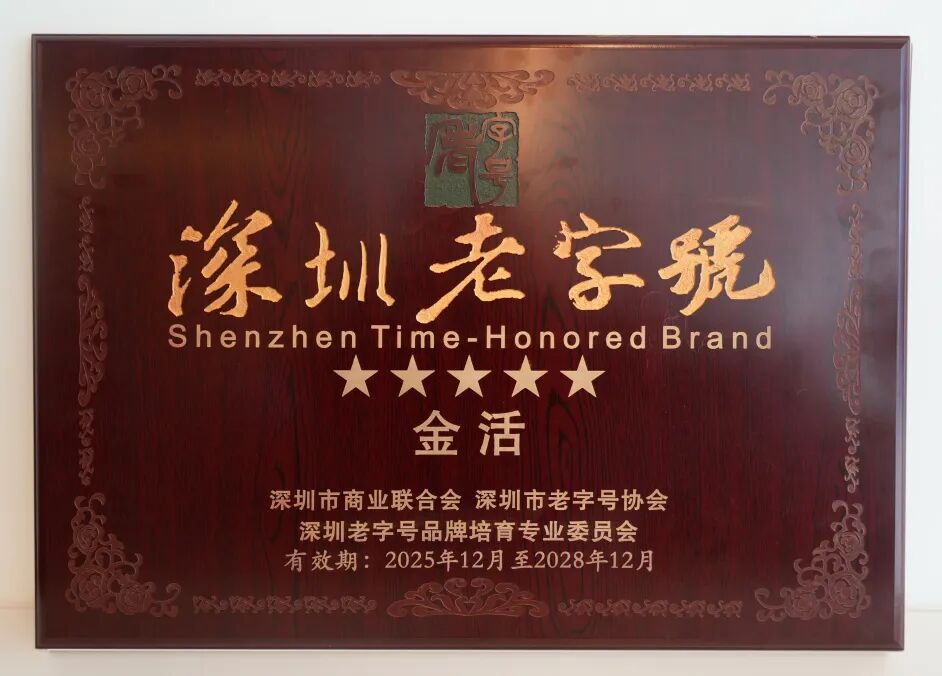 老字号
深圳老字號
Shenzhen Time-Honored Brand
金活
深圳市商业联合会 深圳市老字号协会
深圳老字号品牌培育专业委员会
有效期：2025年12月至2028年12月